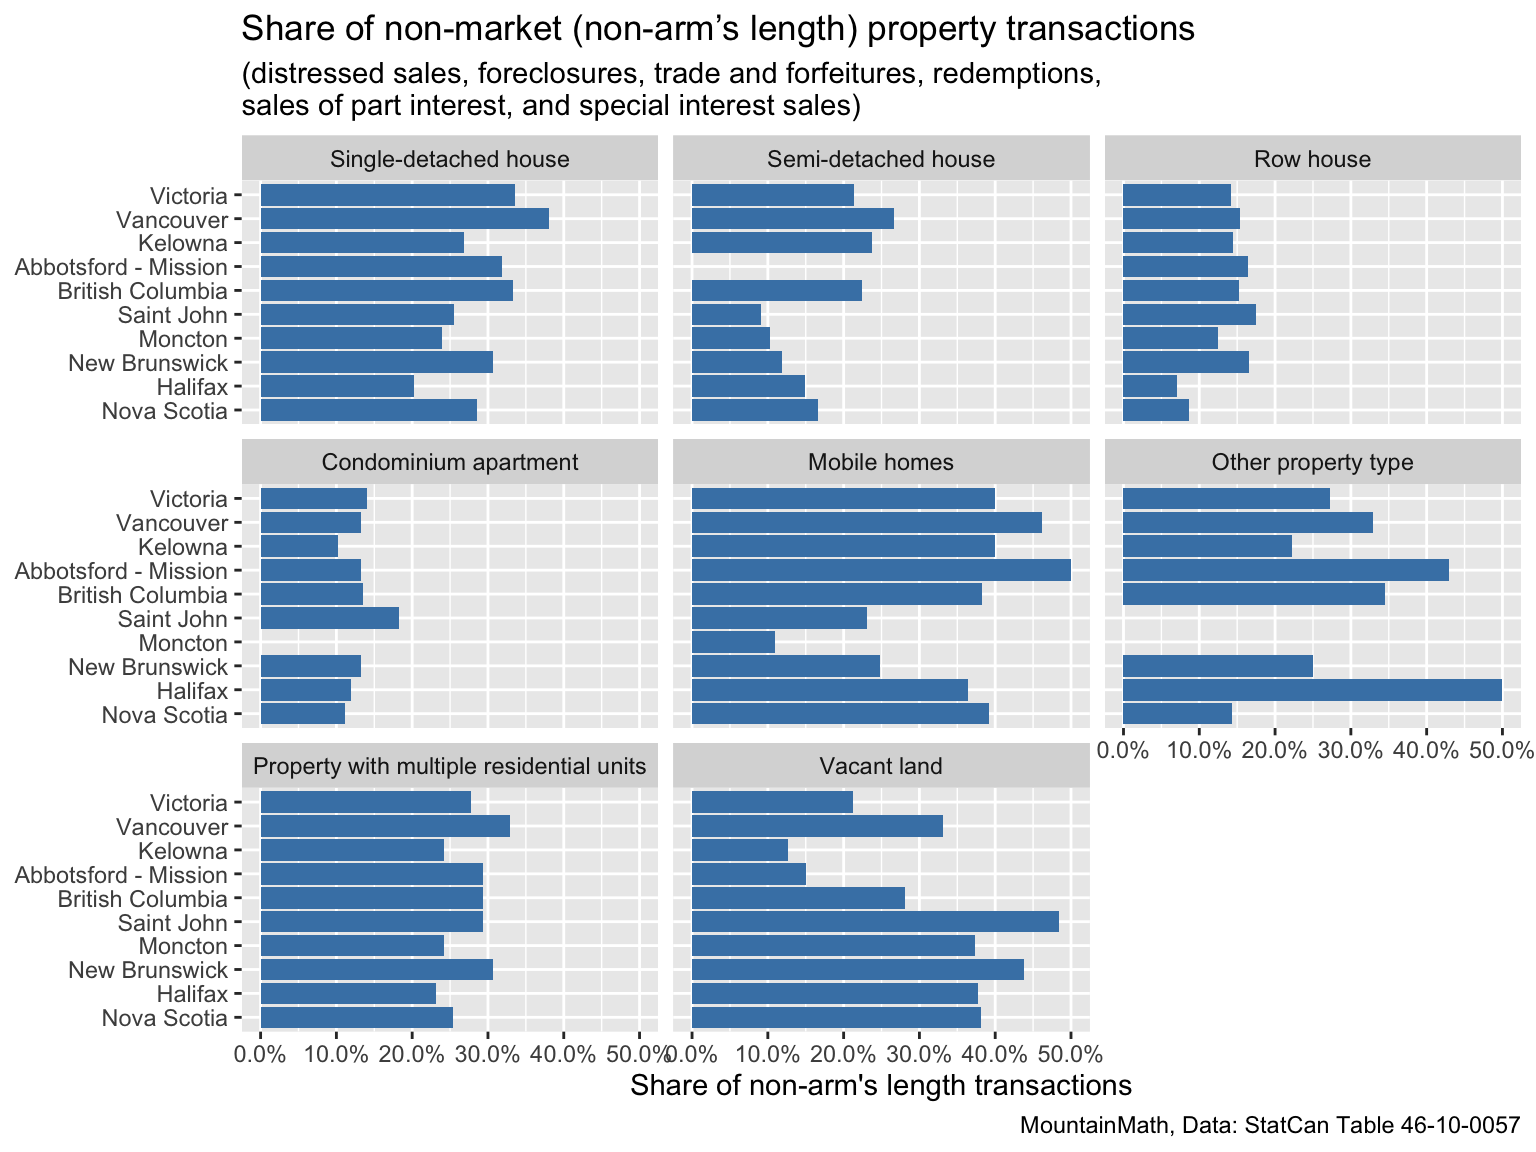 Share of non-market (non-arm’s length) property transactions
(distressed sales, foreclosures, trade and forfeitures, redemptions,
sales of part interest, and special interest sales)
Single-detached house
Semi-detached house
Row house
Victoria
Vancouver
Kelowna
Abbotsford - Mission
British Columbia
Saint John
Moncton
New Brunswick
Halifax
Nova Scotia
Condominium apartment
Mobile homes
Other property type
Victoria
Vancouver
Kelowna
Abbotsford - Mission
British Columbia
Saint John
Moncton
New Brunswick
Halifax
Nova Scotia
0.0% 10.0% 20.0% 30.0% 40.0% 50.0%
Property with multiple residential units
Vacant land
Victoria
Vancouver
Kelowna
Abbotsford - Mission
British Columbia
Saint John
Moncton
New Brunswick
Halifax
Nova Scotia
0.0% 10.0% 20.0% 30.0% 40.0% 50.0%
0.0% 10.0% 20.0% 30.0% 40.0% 50.0%
Share of non-arm's length transactions
MountainMath, Data: StatCan Table 46-10-0057